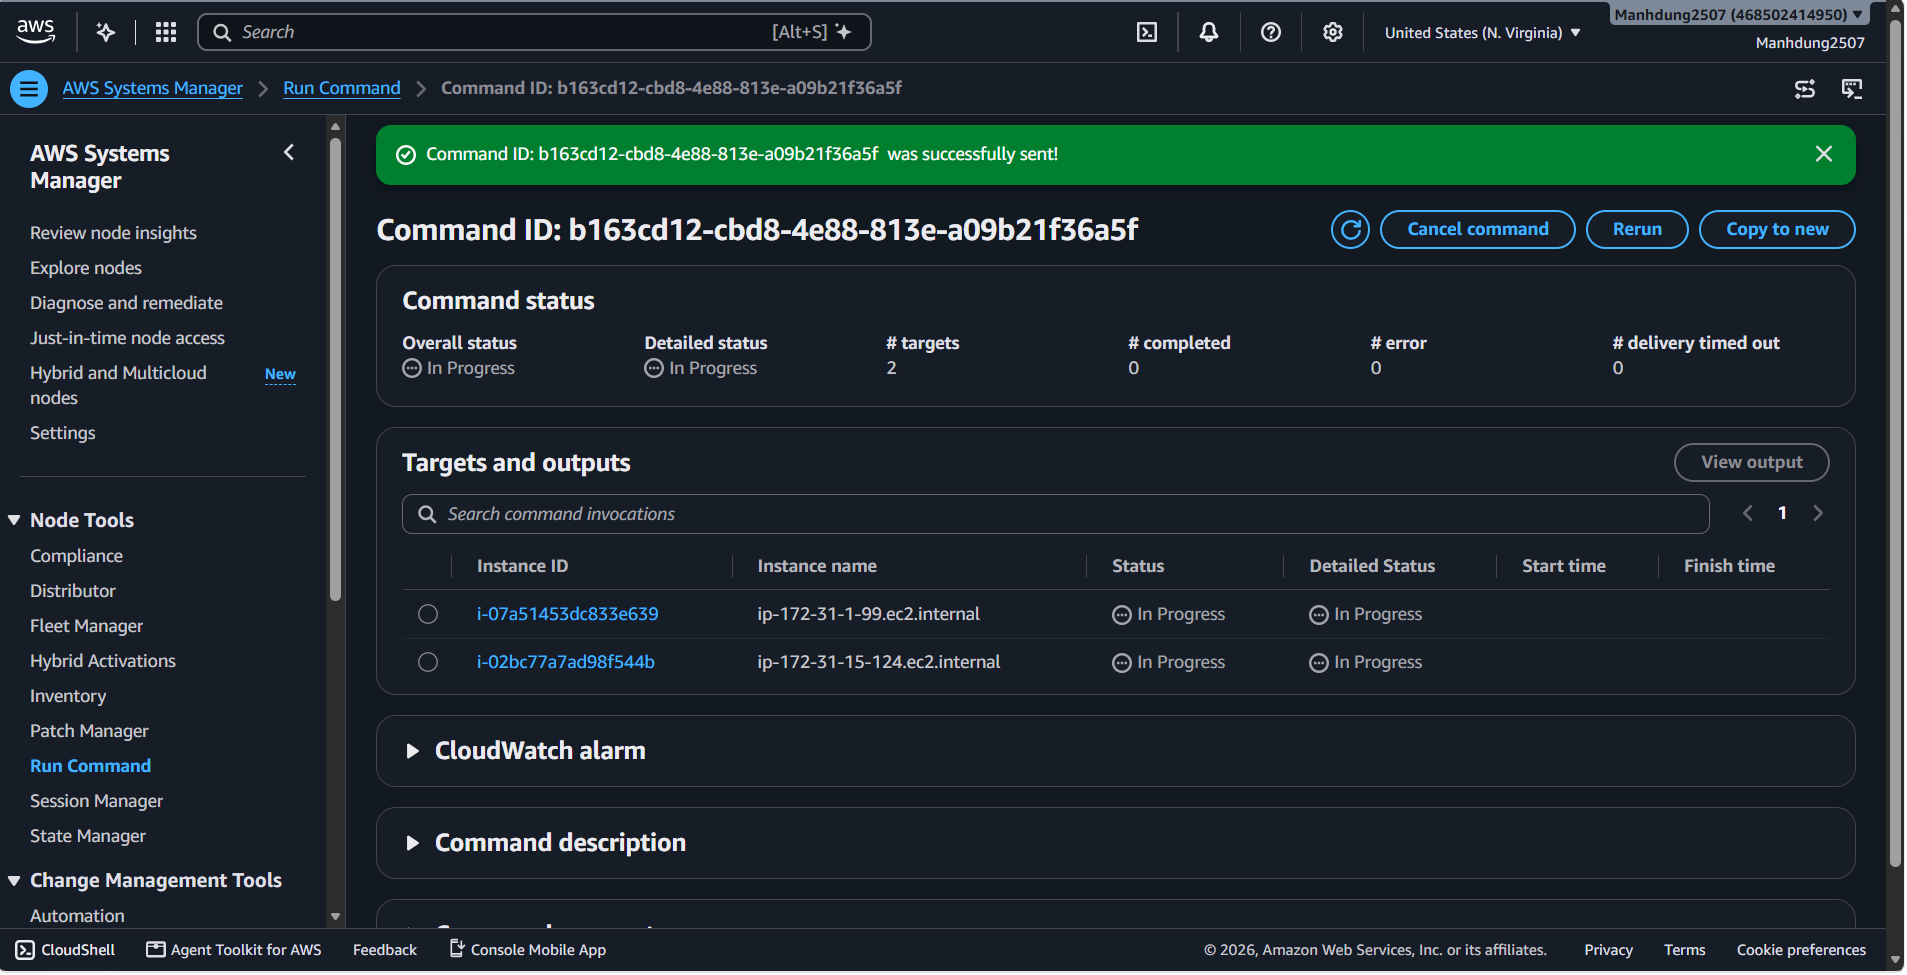 aws
Search [Alt+S]
United States (N. Virginia)
Manhdung2507 (468502414950)
Manhdung2507
AWS Systems Manager
Run Command
Command ID: b163cd12-cbd8-4e88-813e-a09b21f36a5f
AWS Systems
Manager
Review node insights
Explore nodes
Diagnose and remediate
Just-in-time node access
Hybrid and Multicloud
nodes
New
Settings
Node Tools
Compliance
Distributor
Fleet Manager
Hybrid Activations
Inventory
Patch Manager
Run Command
Session Manager
State Manager
Change Management Tools
Automation
Command ID: b163cd12-cbd8-4e88-813e-a09b21f36a5f was successfully sent!
Command ID: b163cd12-cbd8-4e88-813e-a09b21f36a5f
Cancel command
Rerun
Copy to new
Command status
Overall status Detailed status # targets # completed # error # delivery timed out
In Progress In Progress 2 0 0 0
Targets and outputs
View output
Search command invocations
1
Instance ID Instance name Status Detailed Status Start time Finish time
i-07a51453dc833e639 ip-172-31-1-99.ec2.internal In Progress In Progress
i-02bc77a7ad98f544b ip-172-31-15-124.ec2.internal In Progress In Progress
CloudWatch alarm
Command description
CloudShell
Agent Toolkit for AWS
Feedback
Console Mobile App
© 2026, Amazon Web Services, Inc. or its affiliates.
Privacy
Terms
Cookie preferences